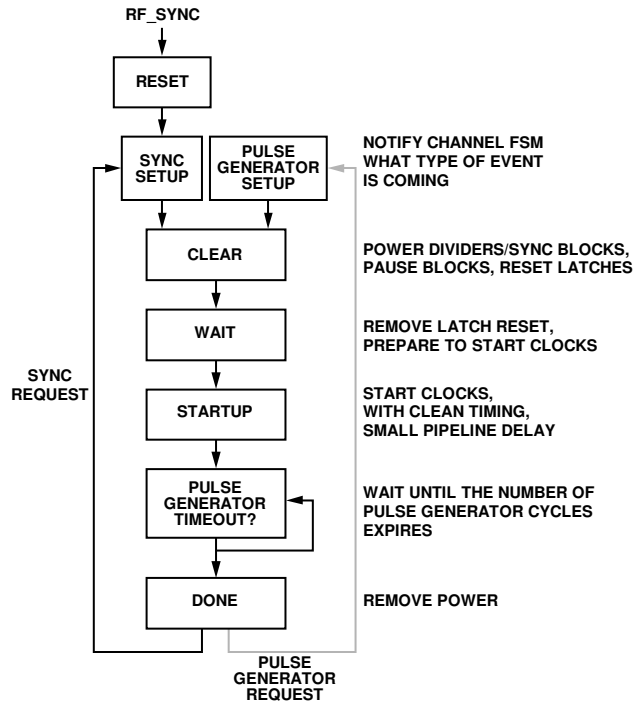 RF_SYNC
RESET
SYNC
SETUP
PULSE
GENERATOR
SETUP
NOTIFY CHANNEL FSM
WHAT TYPE OF EVENT
IS COMING
CLEAR
POWER DIVIDERS/SYNC BLOCKS,
PAUSE BLOCKS, RESET LATCHES
WAIT
REMOVE LATCH RESET,
PREPARE TO START CLOCKS
SYNC
REQUEST
STARTUP
START CLOCKS,
WITH CLEAN TIMING,
SMALL PIPELINE DELAY
PULSE
GENERATOR
TIMEOUT?
WAIT UNTIL THE NUMBER OF
PULSE GENERATOR CYCLES
EXPIRES
DONE
REMOVE POWER
PULSE
GENERATOR
REQUEST